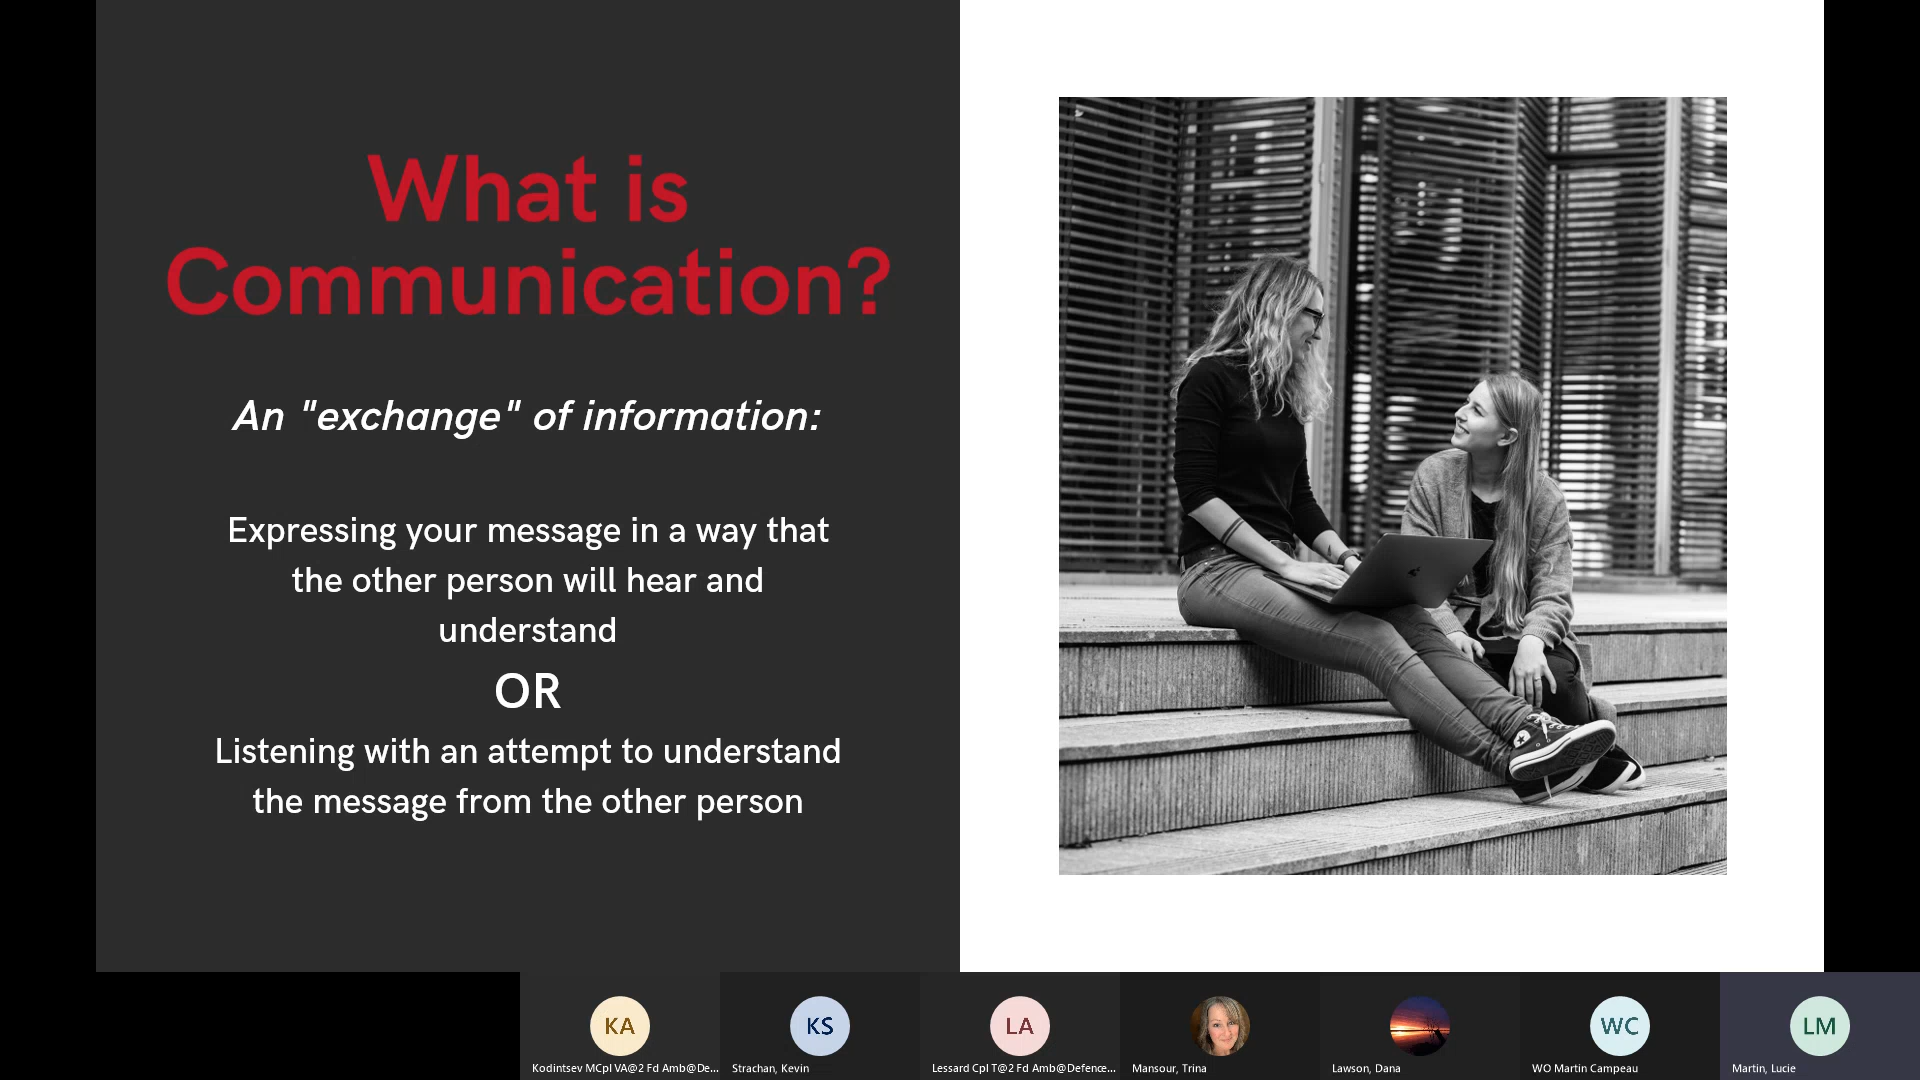 What is
Communication?
An "exchange" of information:
Expressing your message in a way that
the other person will hear and
understand
OR
Listening with an attempt to understand
the message from the other person
KA
Kodintsev MCpl VA@2 Fd Amb@De...
KS
Strachan, Kevin
LA
Lessard Cpl T@2 Fd Amb@Defence...
Mansour, Trina
Lawson, Dana
WC
WO Martin Campeau
LM
Martin, Lucie